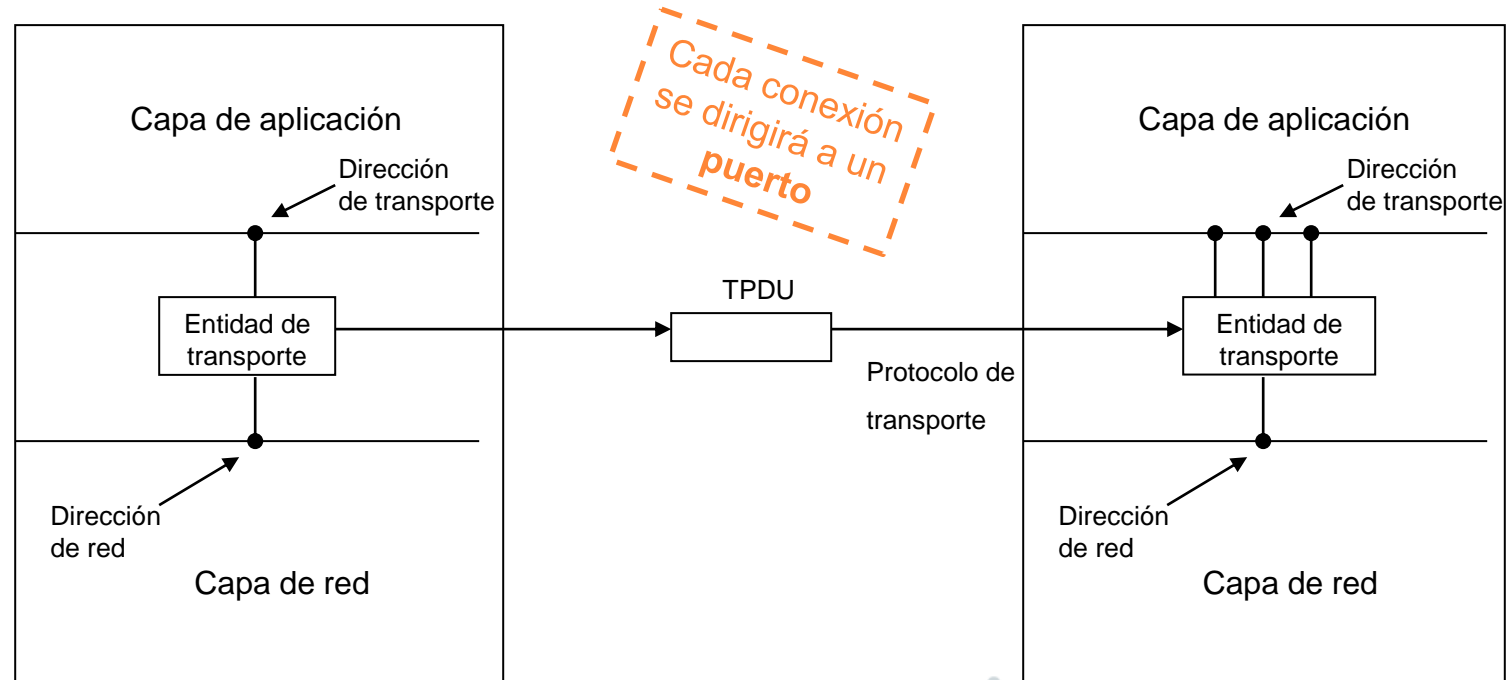 Capa de aplicación
Dirección
de transporte
Entidad de
transporte
Dirección
de red
Capa de red
Cada conexión
se dirigirá a un
puerto
TPDU
Protocolo de
transporte
Capa de aplicación
Dirección
de transporte
Entidad de
transporte
Dirección
de red
Capa de red